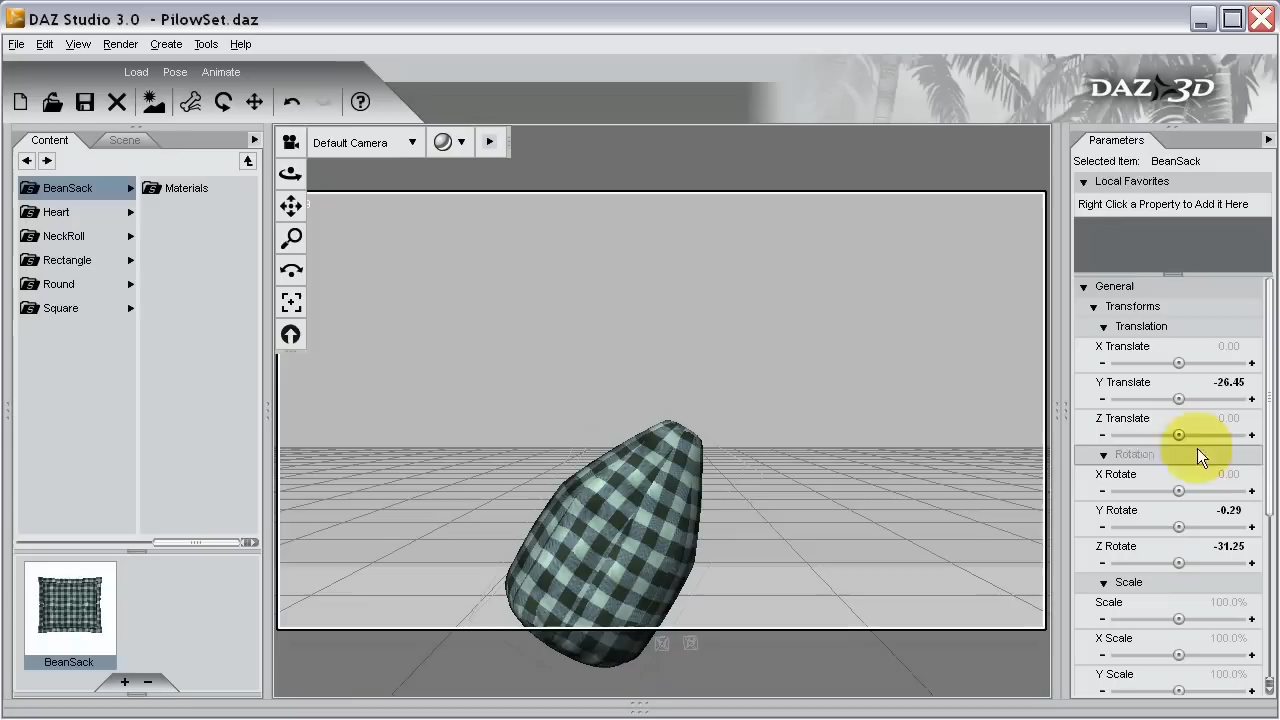 DAZ Studio 3.0 - PilowSet.daz
File Edit View Render Create Tools Help
Load Pose Animate
DAZ 3D
Content Scene
BeanSack
Heart
NeckRoll
Rectangle
Round
Square
Materials
BeanSack
Default Camera
Parameters
Selected Item: BeanSack
Local Favorites
Right Click a Property to Add it Here
General
Transforms
Translation
X Translate 0.00
Y Translate -26.45
Z Translate 0.00
Rotation
X Rotate 0.00
Y Rotate -0.29
Z Rotate -31.25
Scale
Scale 100.0%
Scale 100.0%
Y Scale 100.0%